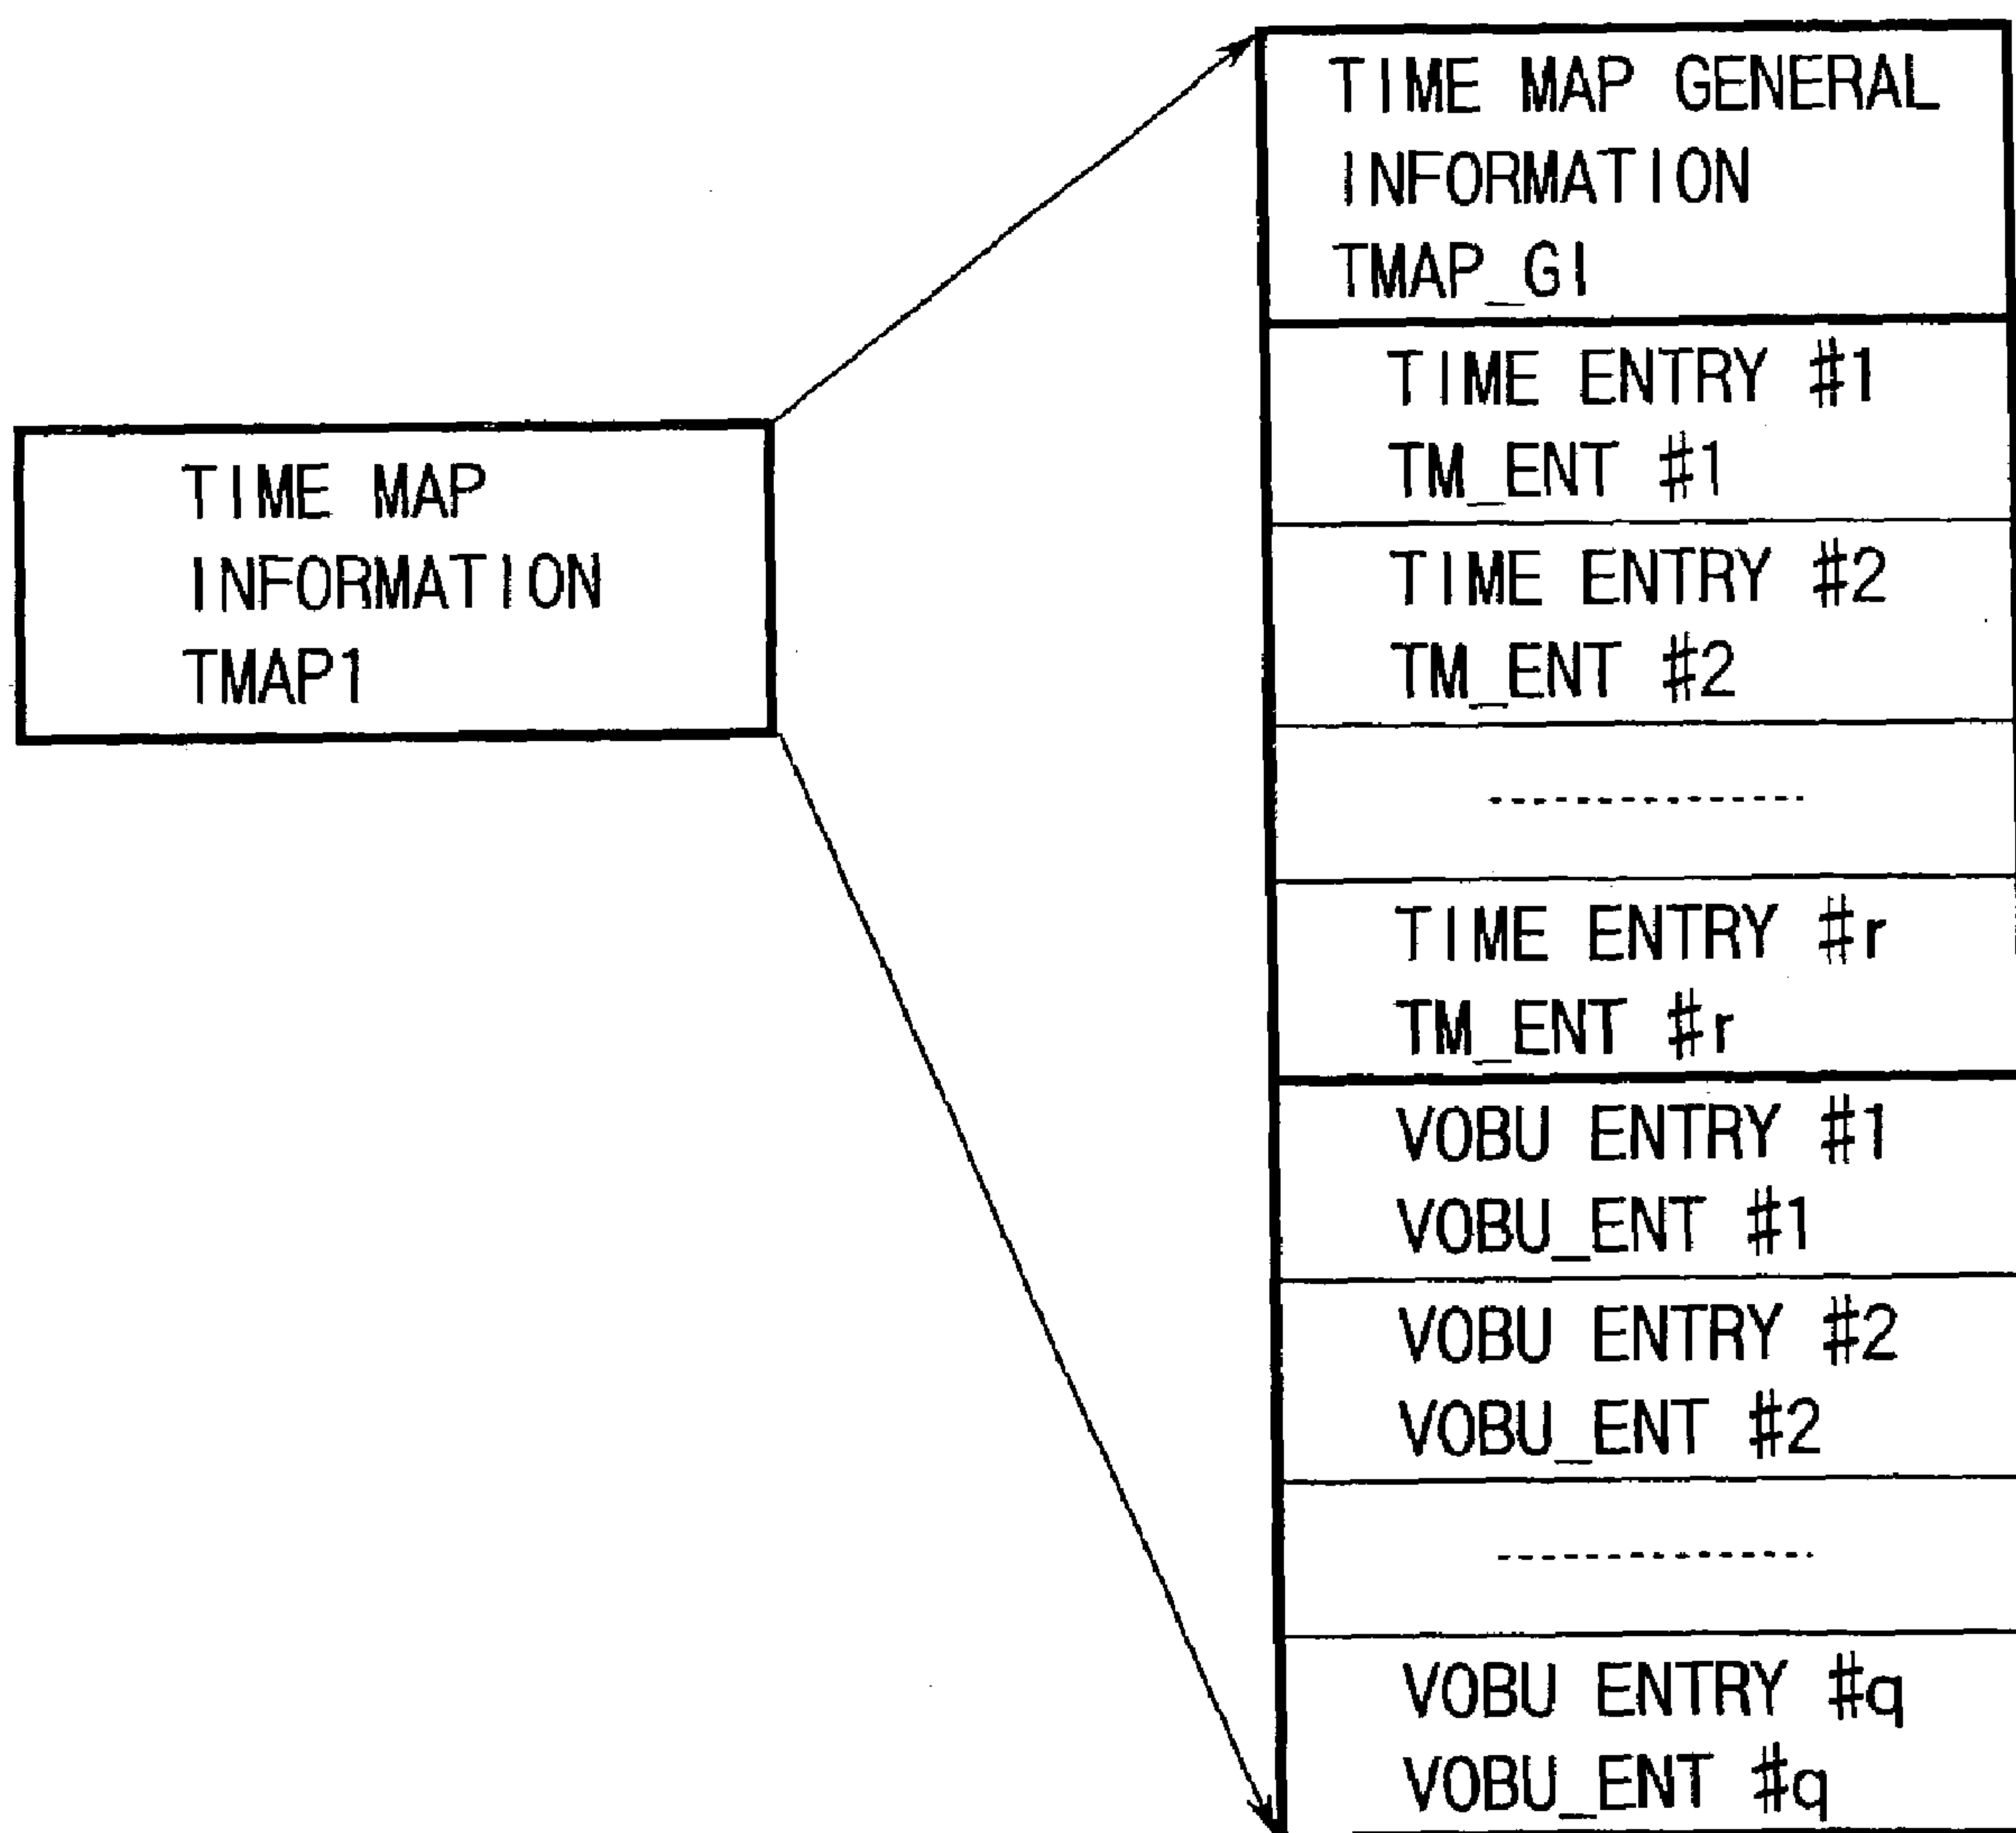 TIME MAP
INFORMATION
TMAP1
TIME MAP GENERAL
INFORMATION
TMAP_GI
TIME ENTRY #1
TM_ENT #1
TIME ENTRY #2
TM_ENT #2
TIME ENTRY #r
TM_ENT #r
VOBU ENTRY #1
VOBU_ENT #1
VOBU ENTRY #2
VOBU_ENT #2
VOBU ENTRY #q
VOBU_ENT #q